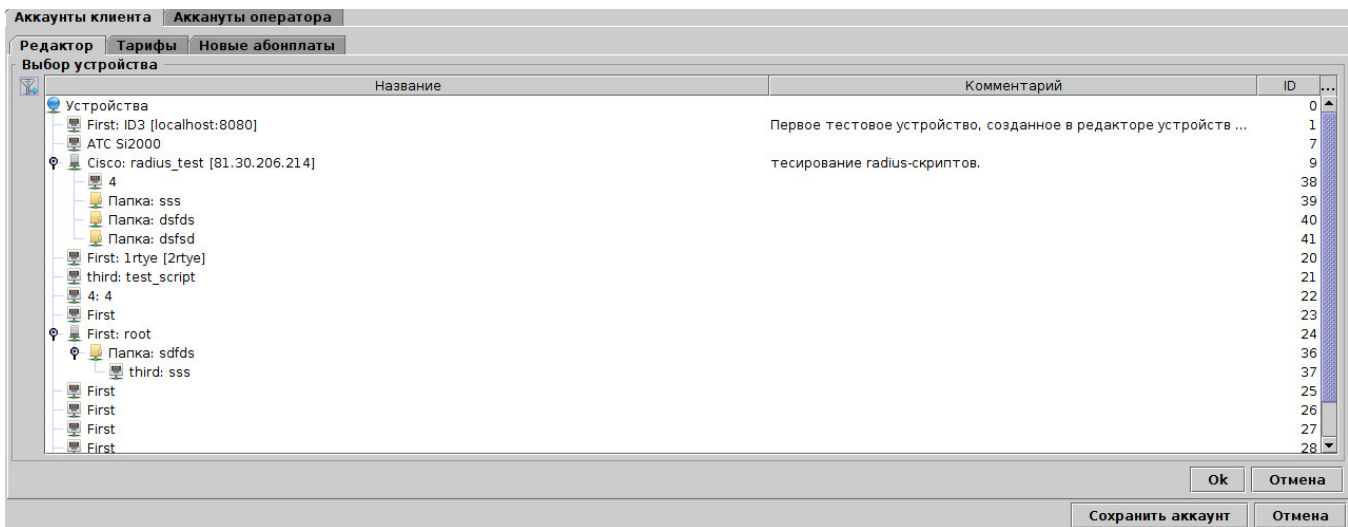 Аккаунты клиента Аккануты оператора
Редактор Тарифы Новые абонплаты
Выбор устройства
Название Комментарий ID ...
Устройства 0
First: ID3 [localhost:8080] Первое тестовое устройство, созданное в редакторе устройств ... 1
АТС Si2000 7
Cisco: radius_test [81.30.206.214] тесирование radius-скриптов. 9
4 38
Папка: sss 39
Папка: dsfds 40
Папка: dsfsd 41
First: 1rtye [2rtye] 20
third: test_script 21
4: 4 22
First 23
First: root 24
Папка: sdfds 36
third: sss 37
First 25
First 26
First 27
First 28
Ok Отмена
Сохранить аккаунт Отмена